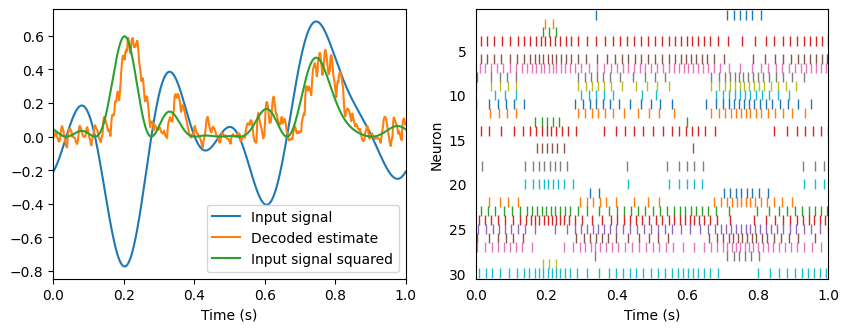 0.6
0.4
0.2
0.0
−0.2
−0.4
−0.6
−0.8
0.0 0.2 0.4 0.6 0.8 1.0
Time (s)
Input signal
Decoded estimate
Input signal squared
Neuron
5
10
15
20
25
30
0.0 0.2 0.4 0.6 0.8 1.0
Time (s)